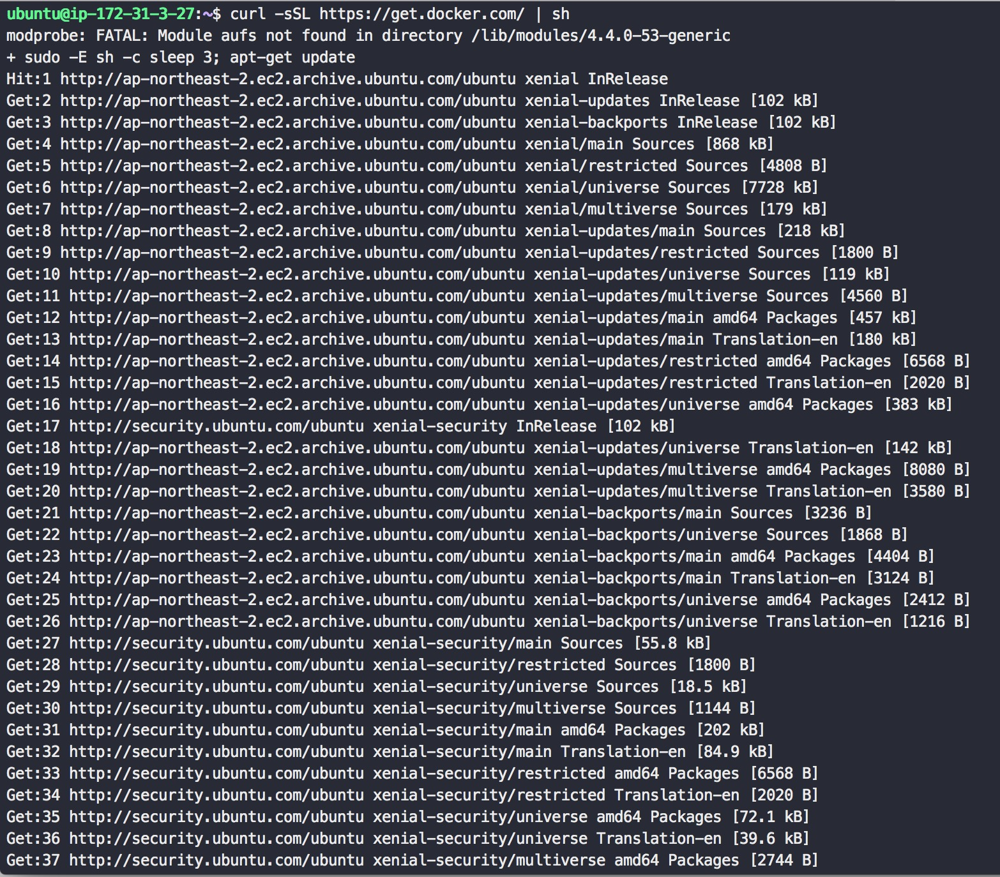 ubuntu@ip-172-31-3-27:~$ curl -sSL https://get.docker.com/ | sh
modprobe: FATAL: Module aufs not found in directory /lib/modules/4.4.0-53-generic
+ sudo -E sh -c sleep 3; apt-get update
Hit:1 http://ap-northeast-2.ec2.archive.ubuntu.com/ubuntu xenial InRelease
Get:2 http://ap-northeast-2.ec2.archive.ubuntu.com/ubuntu xenial-updates InRelease [102 kB]
Get:3 http://ap-northeast-2.ec2.archive.ubuntu.com/ubuntu xenial-backports InRelease [102 kB]
Get:4 http://ap-northeast-2.ec2.archive.ubuntu.com/ubuntu xenial/main Sources [868 kB]
Get:5 http://ap-northeast-2.ec2.archive.ubuntu.com/ubuntu xenial/restricted Sources [4808 B]
Get:6 http://ap-northeast-2.ec2.archive.ubuntu.com/ubuntu xenial/universe Sources [7728 kB]
Get:7 http://ap-northeast-2.ec2.archive.ubuntu.com/ubuntu xenial/multiverse Sources [179 kB]
Get:8 http://ap-northeast-2.ec2.archive.ubuntu.com/ubuntu xenial-updates/main Sources [218 kB]
Get:9 http://ap-northeast-2.ec2.archive.ubuntu.com/ubuntu xenial-updates/restricted Sources [1800 B]
Get:10 http://ap-northeast-2.ec2.archive.ubuntu.com/ubuntu xenial-updates/universe Sources [119 kB]
Get:11 http://ap-northeast-2.ec2.archive.ubuntu.com/ubuntu xenial-updates/multiverse Sources [4560 B]
Get:12 http://ap-northeast-2.ec2.archive.ubuntu.com/ubuntu xenial-updates/main amd64 Packages [457 kB]
Get:13 http://ap-northeast-2.ec2.archive.ubuntu.com/ubuntu xenial-updates/main Translation-en [180 kB]
Get:14 http://ap-northeast-2.ec2.archive.ubuntu.com/ubuntu xenial-updates/restricted amd64 Packages [6568 B]
Get:15 http://ap-northeast-2.ec2.archive.ubuntu.com/ubuntu xenial-updates/restricted Translation-en [2020 B]
Get:16 http://ap-northeast-2.ec2.archive.ubuntu.com/ubuntu xenial-updates/universe amd64 Packages [383 kB]
Get:17 http://security.ubuntu.com/ubuntu xenial-security InRelease [102 kB]
Get:18 http://ap-northeast-2.ec2.archive.ubuntu.com/ubuntu xenial-updates/universe Translation-en [142 kB]
Get:19 http://ap-northeast-2.ec2.archive.ubuntu.com/ubuntu xenial-updates/multiverse amd64 Packages [8080 B]
Get:20 http://ap-northeast-2.ec2.archive.ubuntu.com/ubuntu xenial-updates/multiverse Translation-en [3580 B]
Get:21 http://ap-northeast-2.ec2.archive.ubuntu.com/ubuntu xenial-backports/main Sources [3236 B]
Get:22 http://ap-northeast-2.ec2.archive.ubuntu.com/ubuntu xenial-backports/universe Sources [1868 B]
Get:23 http://ap-northeast-2.ec2.archive.ubuntu.com/ubuntu xenial-backports/main amd64 Packages [4404 B]
Get:24 http://ap-northeast-2.ec2.archive.ubuntu.com/ubuntu xenial-backports/main Translation-en [3124 B]
Get:25 http://ap-northeast-2.ec2.archive.ubuntu.com/ubuntu xenial-backports/universe amd64 Packages [2412 B]
Get:26 http://ap-northeast-2.ec2.archive.ubuntu.com/ubuntu xenial-backports/universe Translation-en [1216 B]
Get:27 http://security.ubuntu.com/ubuntu xenial-security/main Sources [55.8 kB]
Get:28 http://security.ubuntu.com/ubuntu xenial-security/restricted Sources [1800 B]
Get:29 http://security.ubuntu.com/ubuntu xenial-security/universe Sources [18.5 kB]
Get:30 http://security.ubuntu.com/ubuntu xenial-security/multiverse Sources [1144 B]
Get:31 http://security.ubuntu.com/ubuntu xenial-security/main amd64 Packages [202 kB]
Get:32 http://security.ubuntu.com/ubuntu xenial-security/main Translation-en [84.9 kB]
Get:33 http://security.ubuntu.com/ubuntu xenial-security/restricted amd64 Packages [6568 B]
Get:34 http://security.ubuntu.com/ubuntu xenial-security/restricted Translation-en [2020 B]
Get:35 http://security.ubuntu.com/ubuntu xenial-security/universe amd64 Packages [72.1 kB]
Get:36 http://security.ubuntu.com/ubuntu xenial-security/universe Translation-en [39.6 kB]
Get:37 http://security.ubuntu.com/ubuntu xenial-security/multiverse amd64 Packages [2744 B]